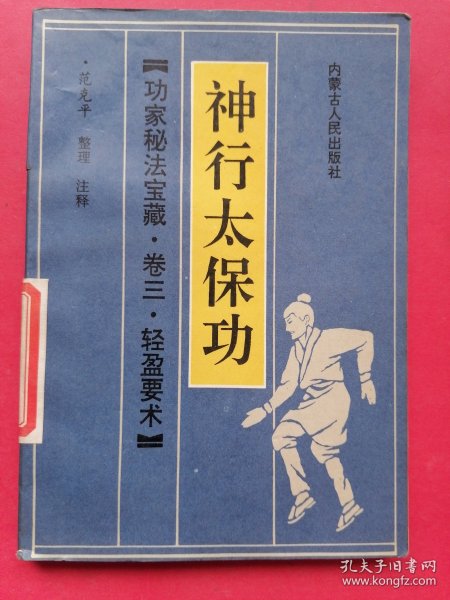 内蒙古人民出版社
神行太保功
【功家秘法宝藏·卷三·轻盈要术】
·范克平 整理 注释
孔夫子旧书网
www.kongfz.com